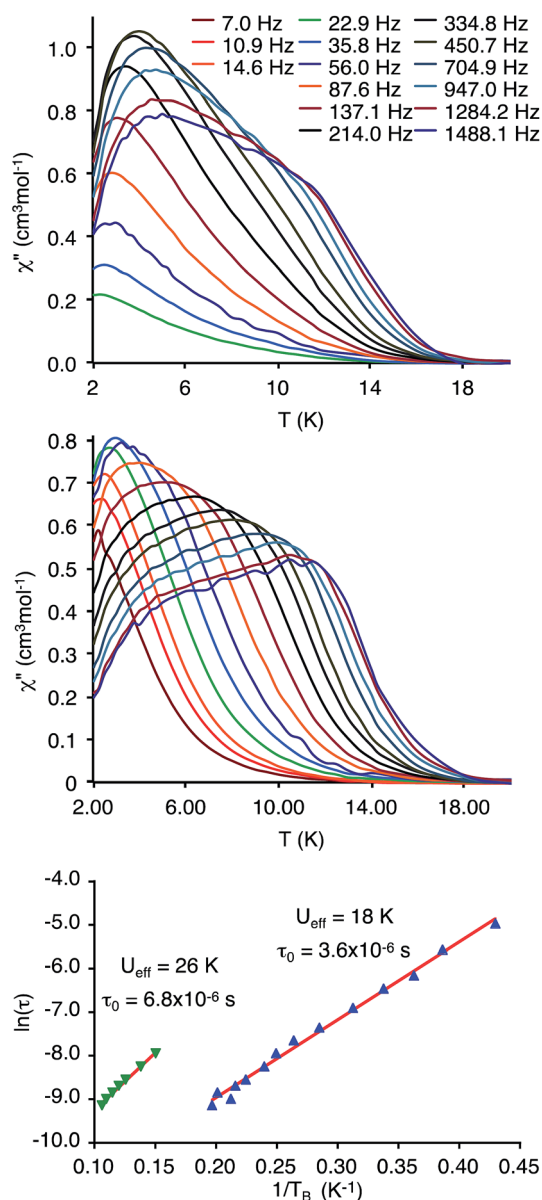 7.0 Hz 22.9 Hz 334.8 Hz
10.9 Hz 35.8 Hz 450.7 Hz
14.6 Hz 56.0 Hz 704.9 Hz
87.6 Hz 947.0 Hz
137.1 Hz 1284.2 Hz
214.0 Hz 1488.1 Hz
χ" (cm³mol⁻¹)
1.0
0.8
0.6
0.4
0.2
0.0
2 6 10 14 18
T (K)
χ" (cm³mol⁻¹)
0.8
0.7
0.6
0.5
0.4
0.3
0.2
0.1
0
2.00 6.00 10.00 14.00 18.00
T (K)
ln(τ)
-4.0
-5.0
-6.0
-7.0
-8.0
-9.0
-10.0
U_eff = 18 K
τ₀ = 3.6x10⁻⁶ s
U_eff = 26 K
τ₀ = 6.8x10⁻⁶ s
0.10 0.15 0.20 0.25 0.30 0.35 0.40 0.45
1/T_B (K⁻¹)